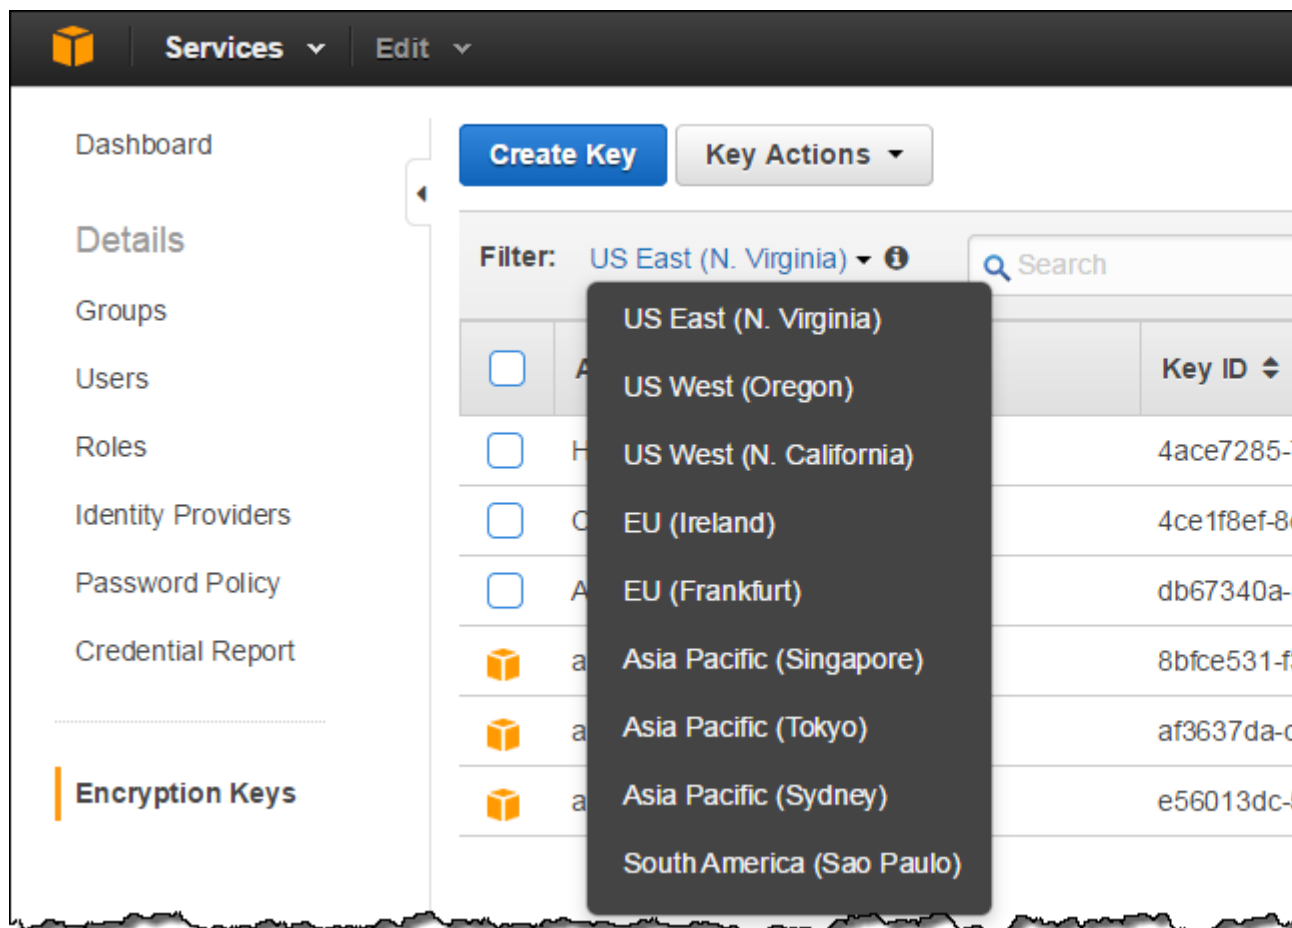 Services Edit
Dashboard
Create Key Key Actions
Details
Filter: US East (N. Virginia) Search
Groups
US East (N. Virginia)
Users
US West (Oregon)
Key ID
Roles
US West (N. California)
4ace7285-
Identity Providers
EU (Ireland)
4ce1f8ef-8
Password Policy
EU (Frankfurt)
db67340a-
Credential Report
Asia Pacific (Singapore)
8bfce531-f
Asia Pacific (Tokyo)
af3637da-
Encryption Keys
Asia Pacific (Sydney)
e56013dc-
South America (Sao Paulo)